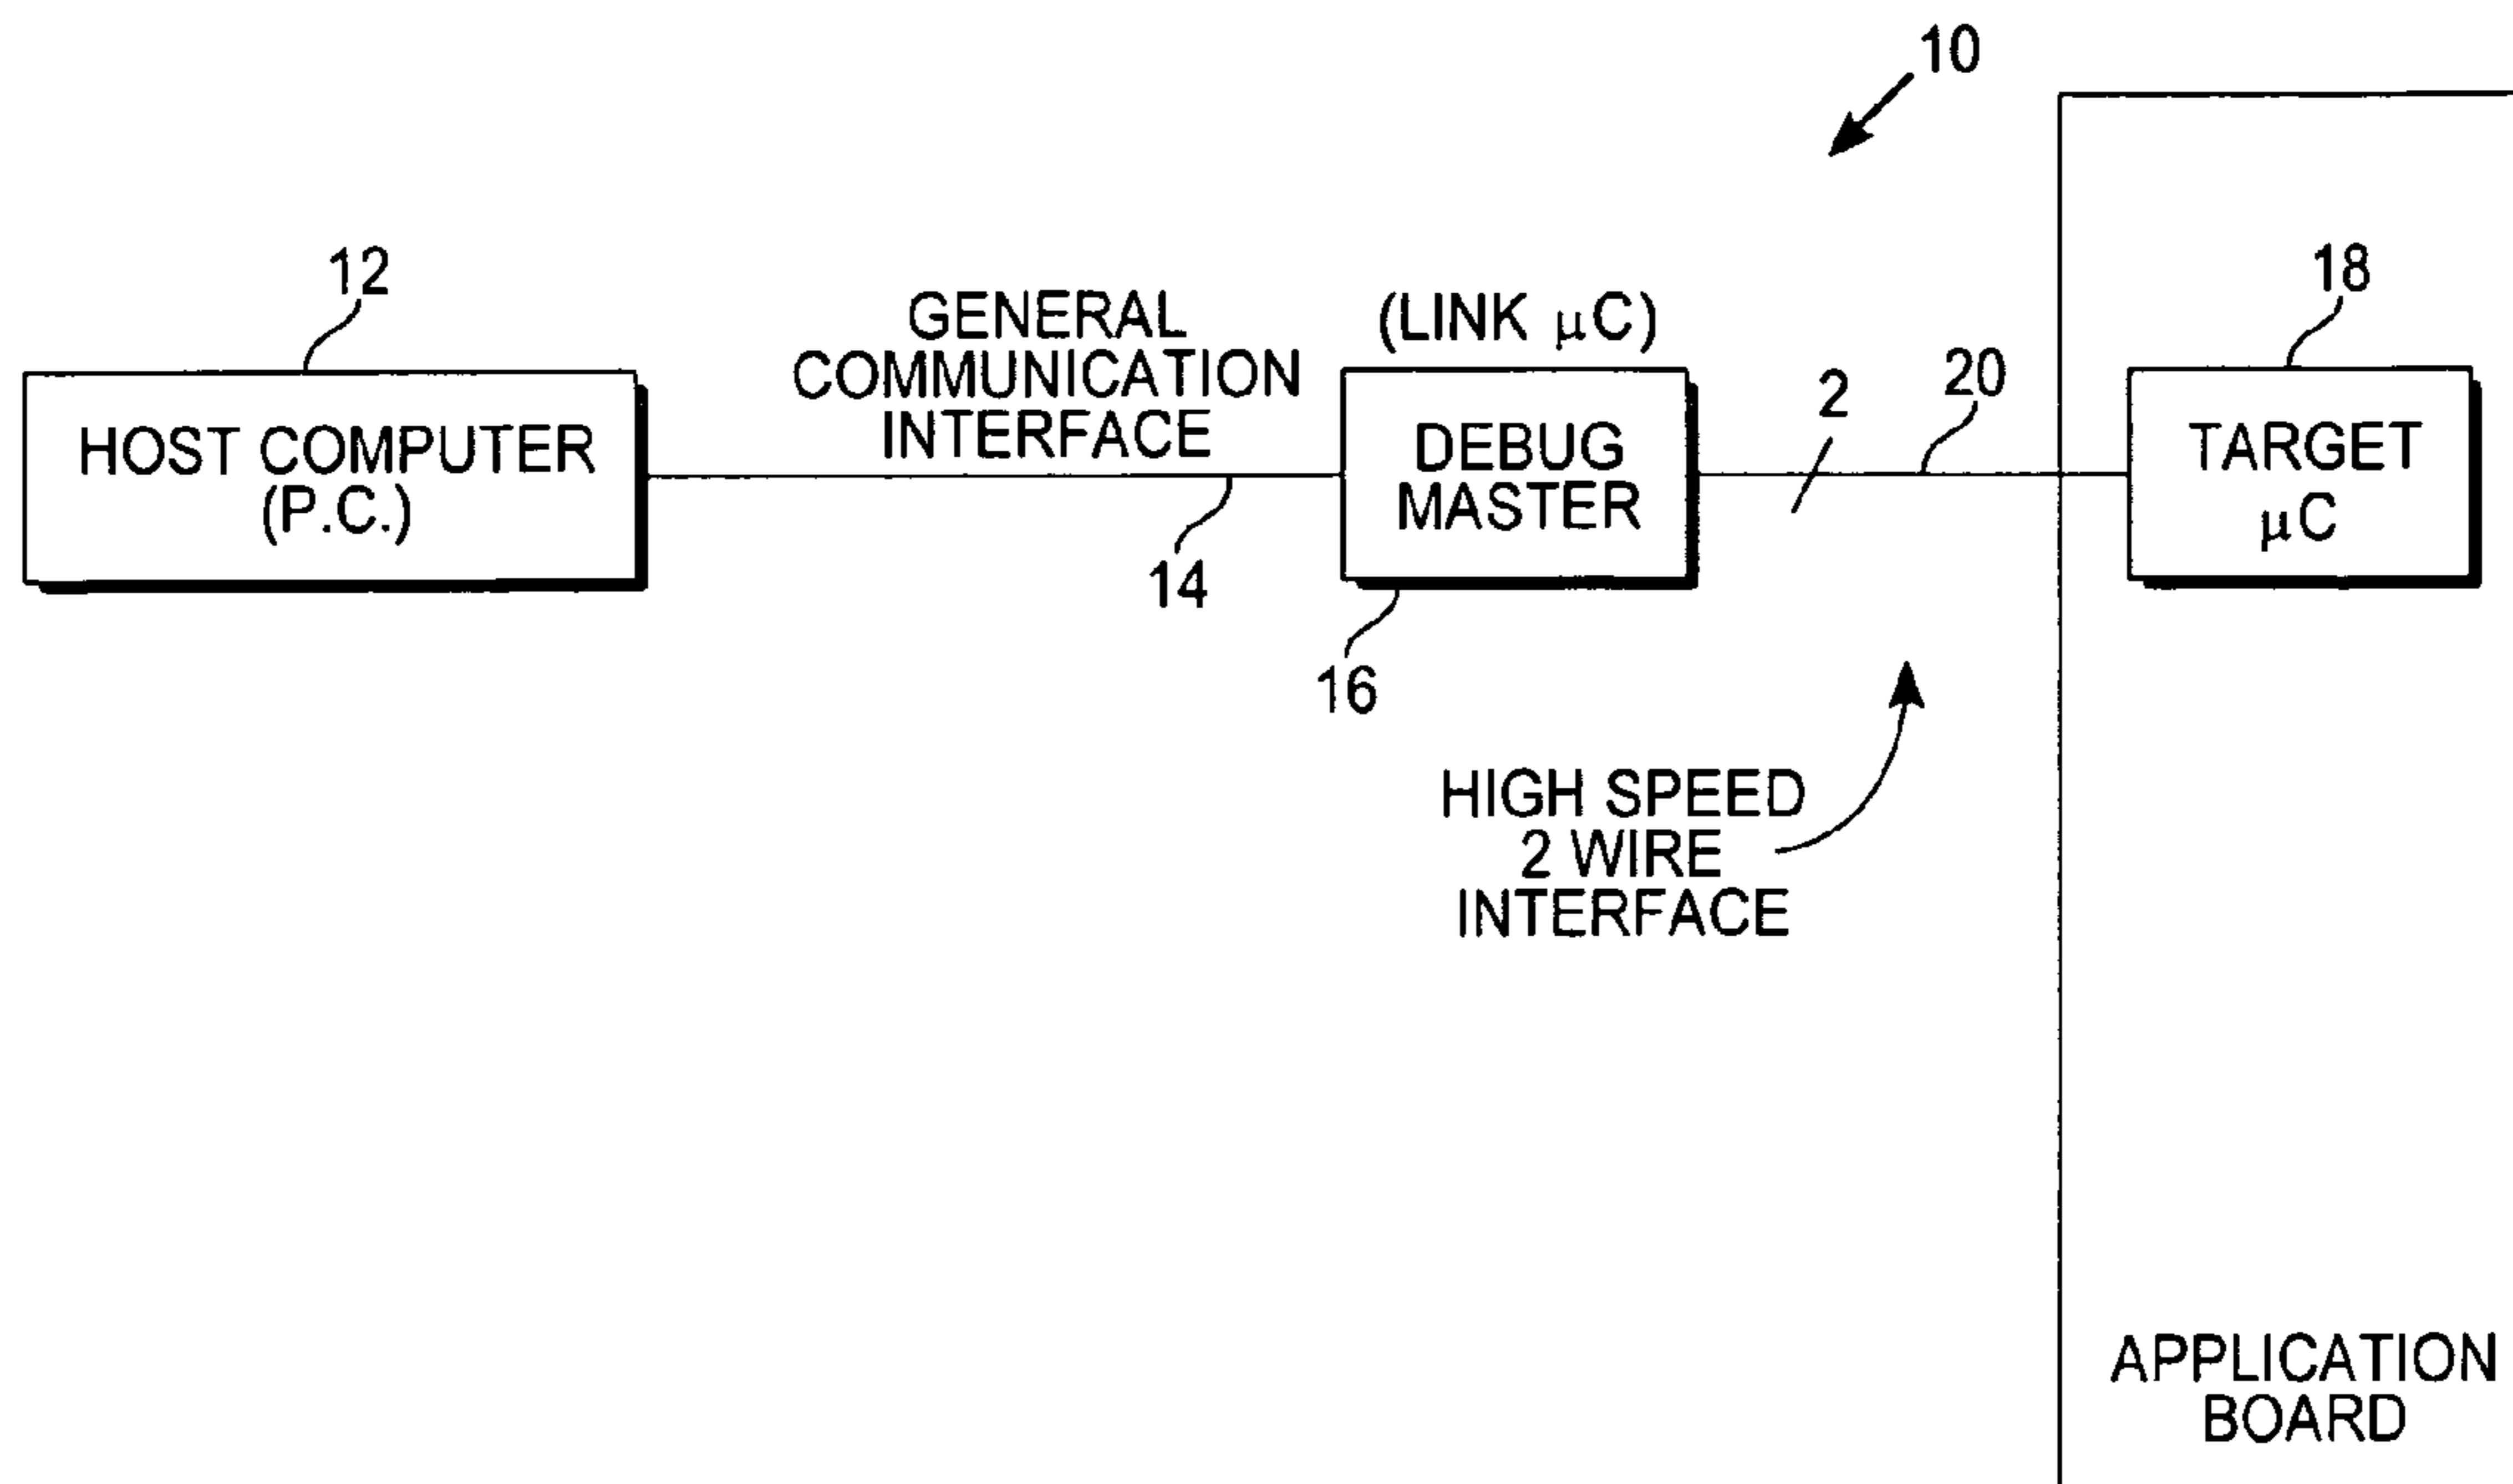 10
12
HOST COMPUTER
(P.C.)
GENERAL
COMMUNICATION
INTERFACE
14
(LINK μC)
DEBUG
MASTER
16
2
20
HIGH SPEED
2 WIRE
INTERFACE
18
TARGET
μC
APPLICATION
BOARD